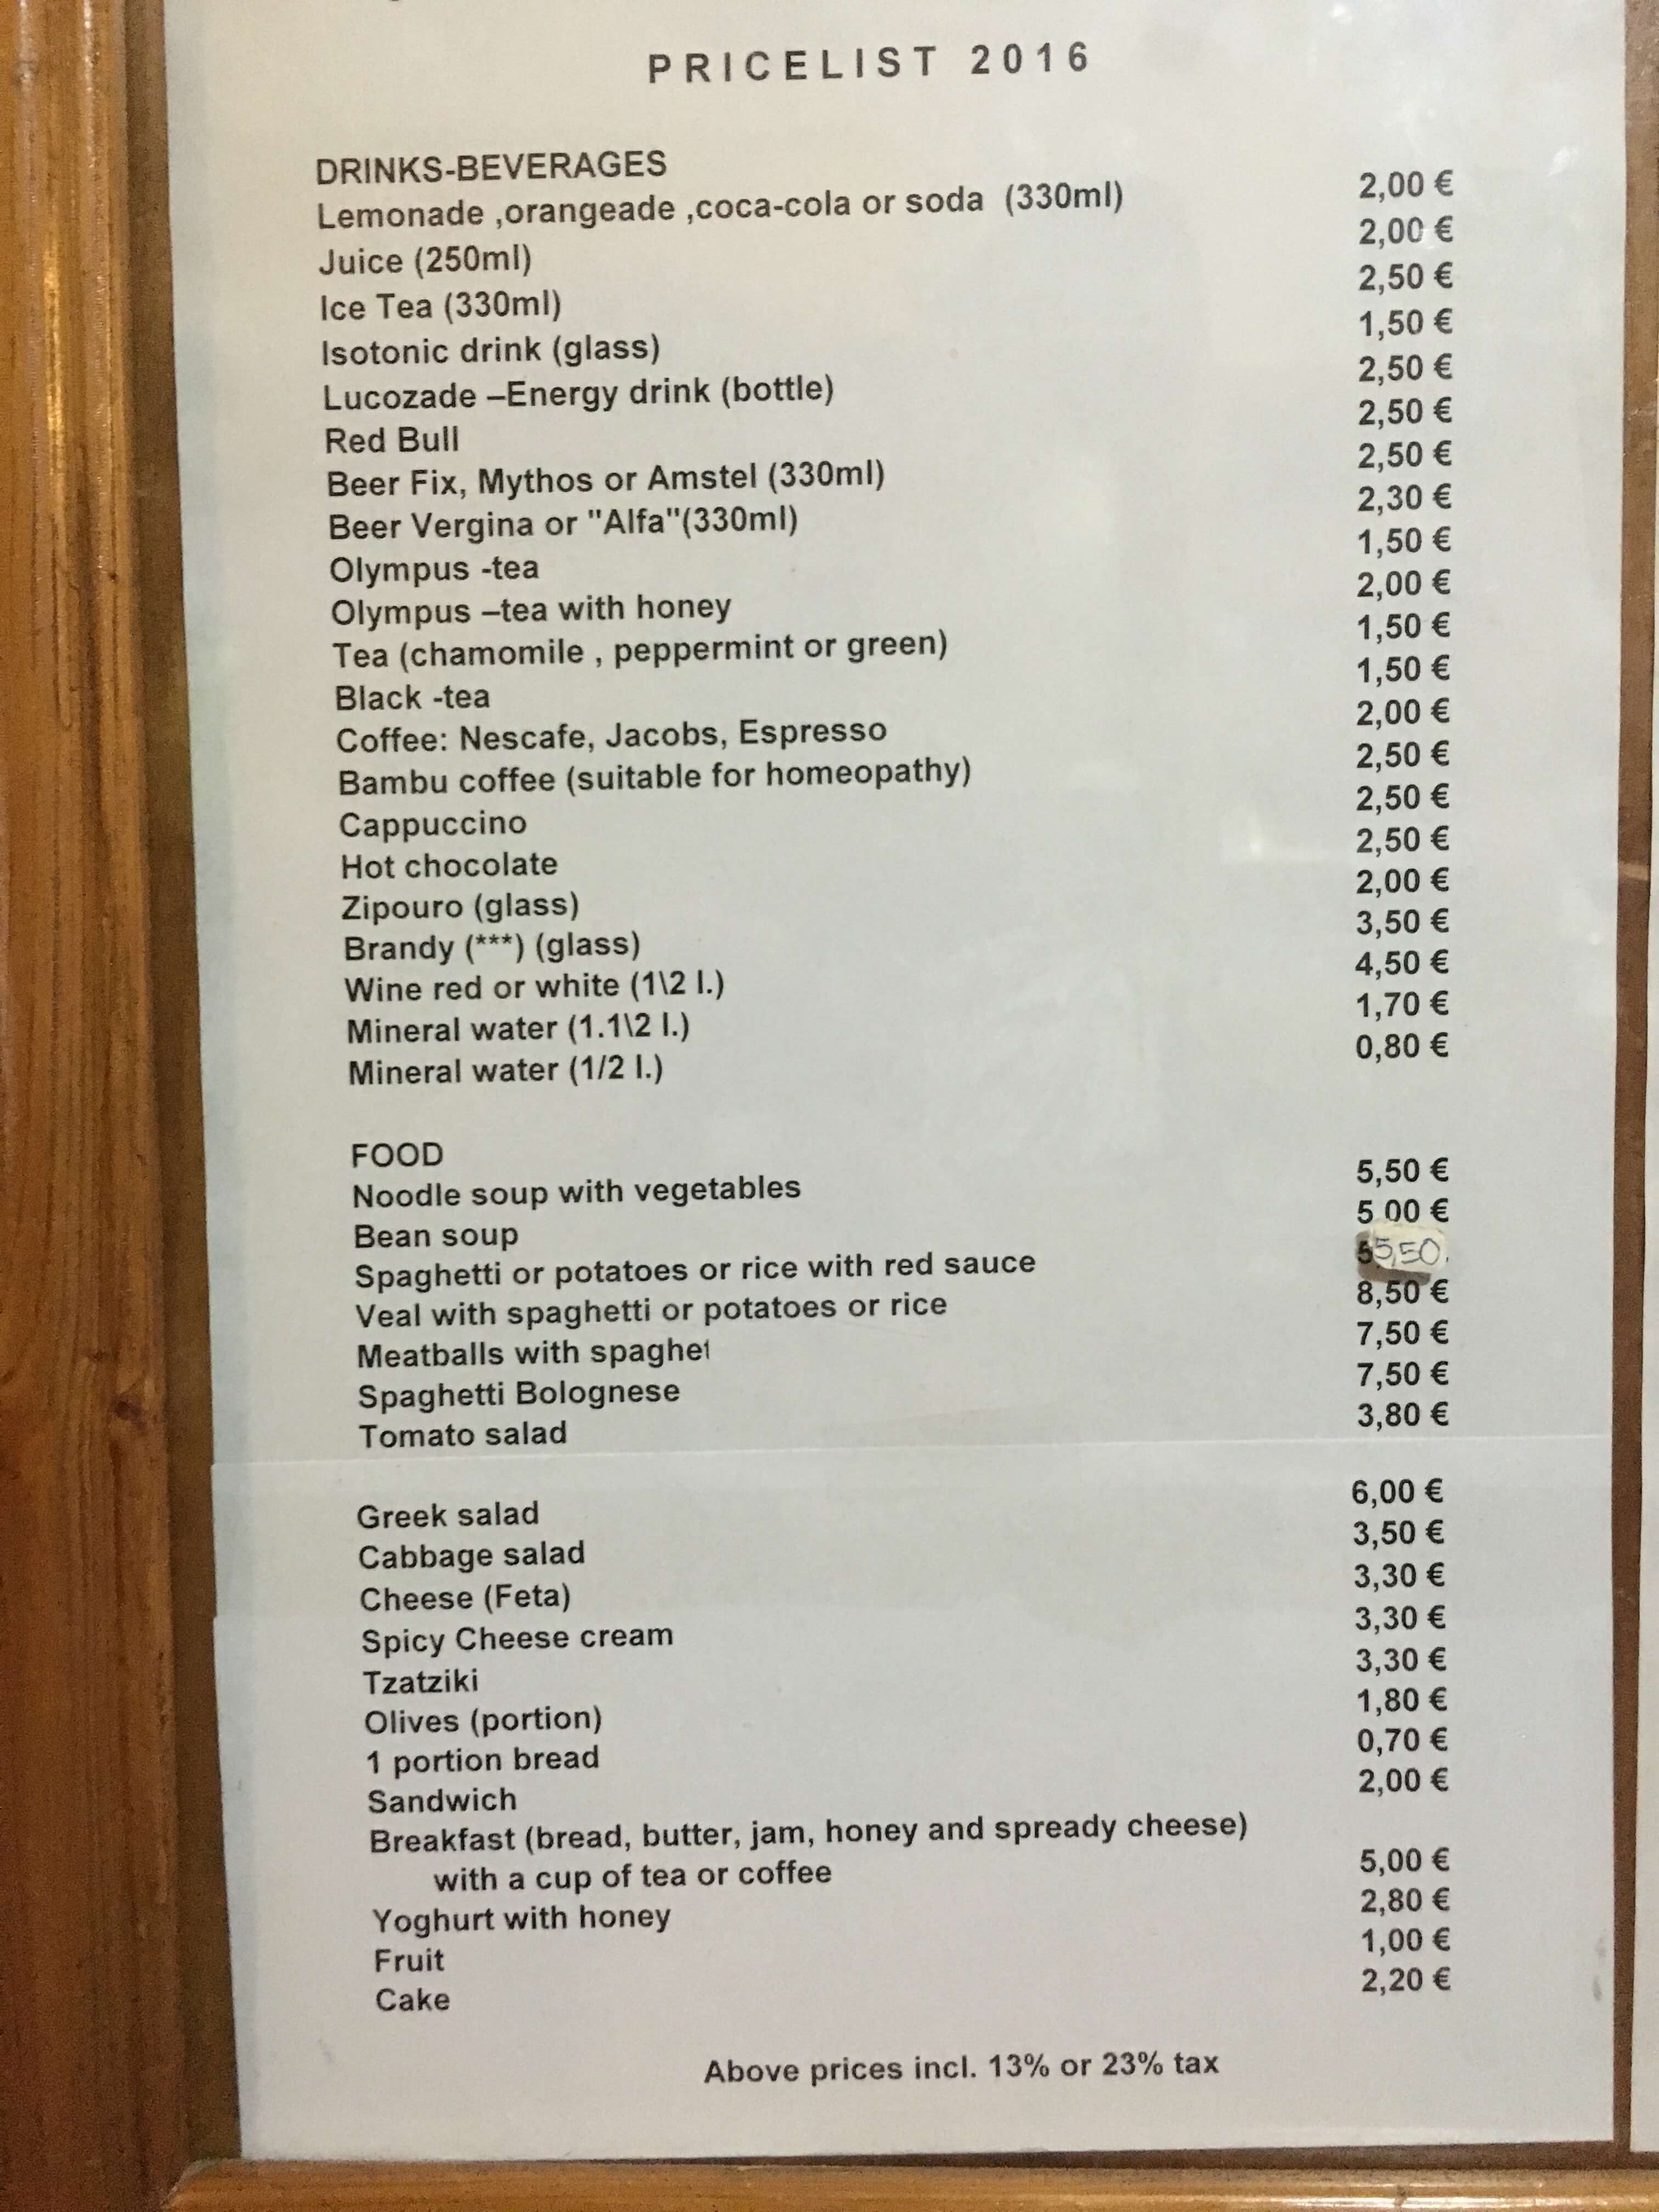 PRICELIST 2016
DRINKS-BEVERAGES
Lemonade ,orangeade ,coca-cola or soda (330ml) 2,00 €
Juice (250ml) 2,00 €
Ice Tea (330ml) 2,50 €
Isotonic drink (glass) 1,50 €
Lucozade –Energy drink (bottle) 2,50 €
Red Bull 2,50 €
Beer Fix, Mythos or Amstel (330ml) 2,50 €
Beer Vergina or "Alfa"(330ml) 2,30 €
Olympus -tea 1,50 €
Olympus –tea with honey 2,00 €
Tea (chamomile , peppermint or green) 1,50 €
Black -tea 1,50 €
Coffee: Nescafe, Jacobs, Espresso 2,00 €
Bambu coffee (suitable for homeopathy) 2,50 €
Cappuccino 2,50 €
Hot chocolate 2,50 €
Zipouro (glass) 2,00 €
Brandy (***) (glass) 3,50 €
Wine red or white (1\2 l.) 4,50 €
Mineral water (1.1\2 l.) 1,70 €
Mineral water (1/2 l.) 0,80 €
FOOD
Noodle soup with vegetables 5,50 €
Bean soup 5 00 €
Spaghetti or potatoes or rice with red sauce 5,50
Veal with spaghetti or potatoes or rice 8,50 €
Meatballs with spaghet 7,50 €
Spaghetti Bolognese 7,50 €
Tomato salad 3,80 €
Greek salad 6,00 €
Cabbage salad 3,50 €
Cheese (Feta) 3,30 €
Spicy Cheese cream 3,30 €
Tzatziki 3,30 €
Olives (portion) 1,80 €
1 portion bread 0,70 €
Sandwich 2,00 €
Breakfast (bread, butter, jam, honey and spready cheese)
with a cup of tea or coffee 5,00 €
Yoghurt with honey 2,80 €
Fruit 1,00 €
Cake 2,20 €
Above prices incl. 13% or 23% tax